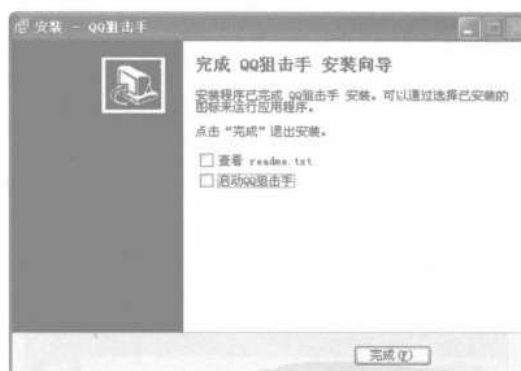 安装 - QQ狙击手
完成 QQ狙击手 安装向导
安装程序已完成 QQ狙击手 安装。可以通过选择已安装的
图标来运行应用程序。
点击“完成”退出安装。
查看 readme.txt
启动QQ狙击手
完成(F)